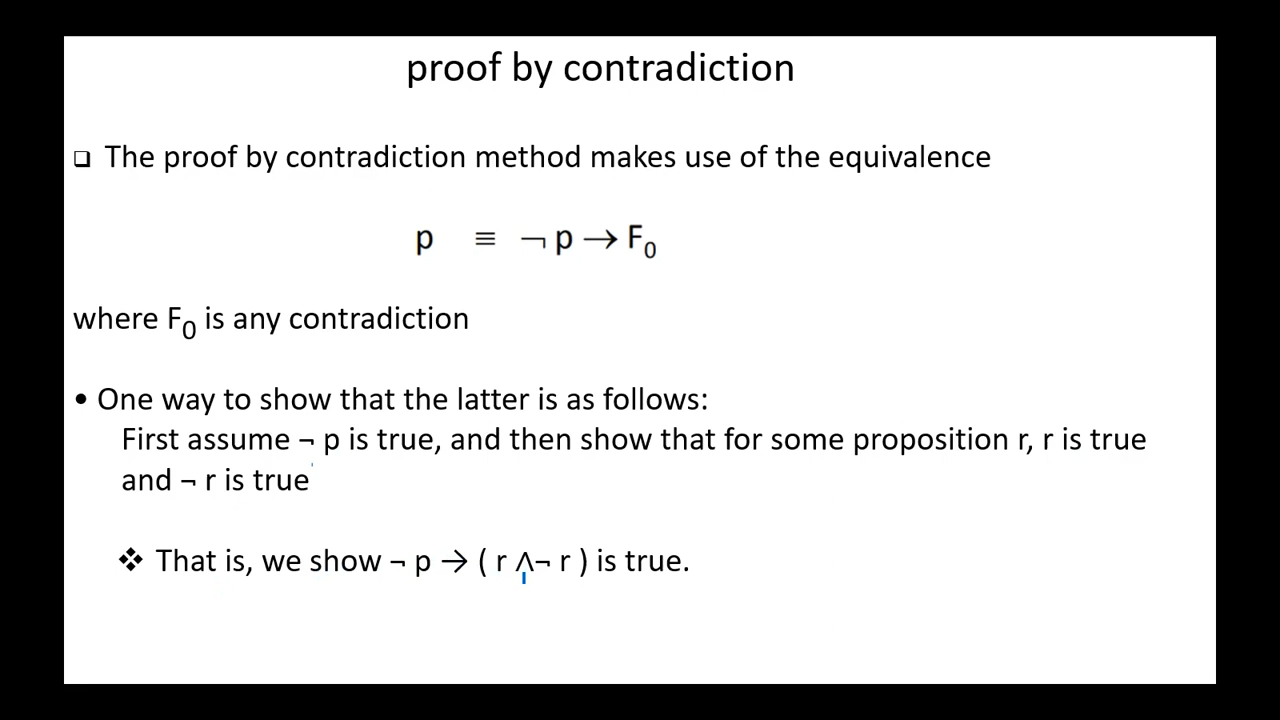 proof by contradiction
❑ The proof by contradiction method makes use of the equivalence
p ≡ ¬ p → F₀
where F₀ is any contradiction
• One way to show that the latter is as follows:
First assume ¬ p is true, and then show that for some proposition r, r is true
and ¬ r is true
❖ That is, we show ¬ p → ( r ∧¬ r ) is true.